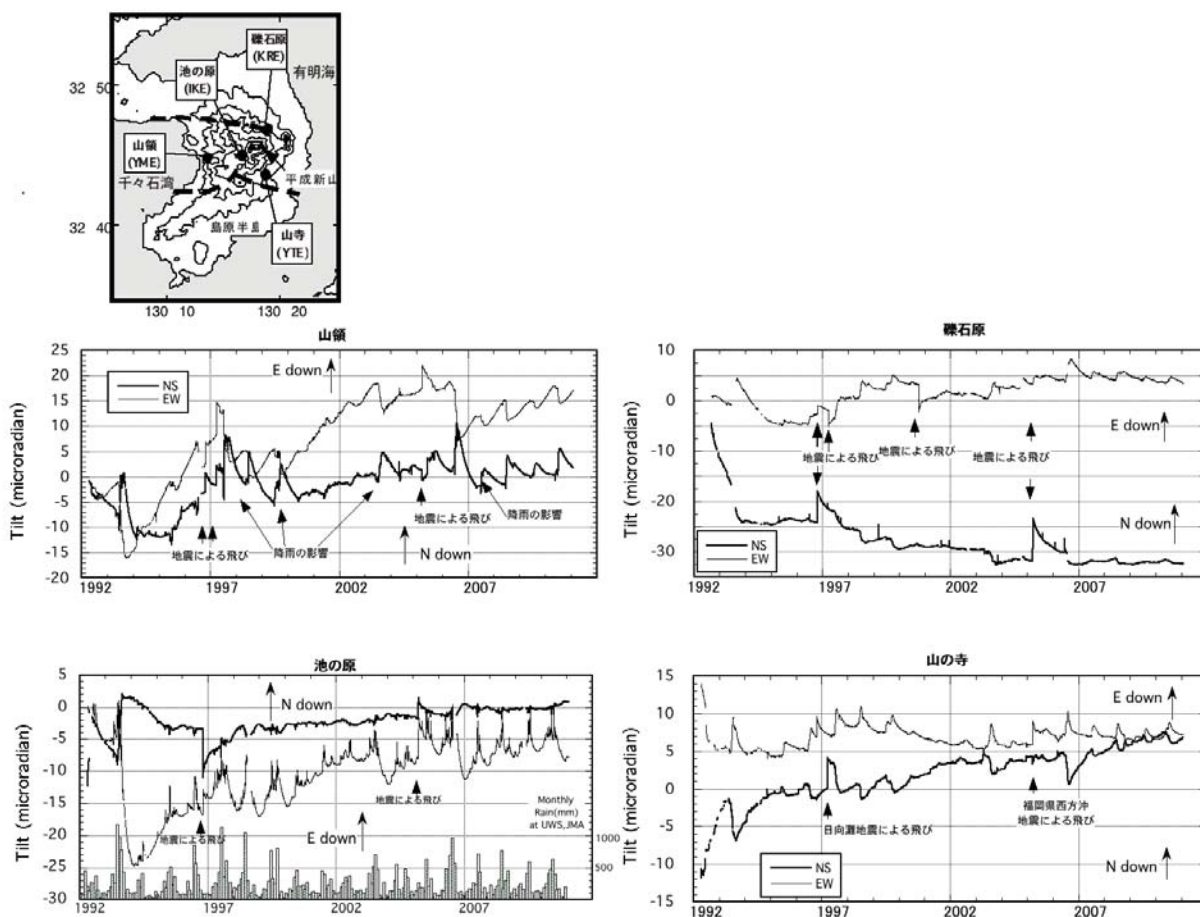 礫石原
(KRE)
池の原
(IKE)
有明海
32 50
山領
(YME)
千々石湾
平成新山
32 40
島原半島
山寺
(YTE)
130 10
130 20
山領
25
20
15
10
5
0
-5
-10
-15
-20
Tilt (microradian)
NS
EW
E down
地震による飛び
降雨の影響
地震による飛び
降雨の影響
N down
1992
1997
2002
2007
礫石原
10
0
-10
-20
-30
Tilt (microradian)
地震による飛び
地震による飛び
地震による飛び
E down
N down
NS
EW
1992
1997
2002
2007
池の原
5
0
-5
-10
-15
-20
-25
-30
Tilt (microradian)
N down
地震による飛び
地震による飛び
E down
Monthly
Rain(mm)
at UWS,JMA
1000
500
1992
1997
2002
2007
山の寺
15
10
5
0
-5
-10
-15
Tilt (microradian)
E down
日向灘地震による飛び
福岡県西方沖
地震による飛び
NS
EW
N down
1992
1997
2002
2007